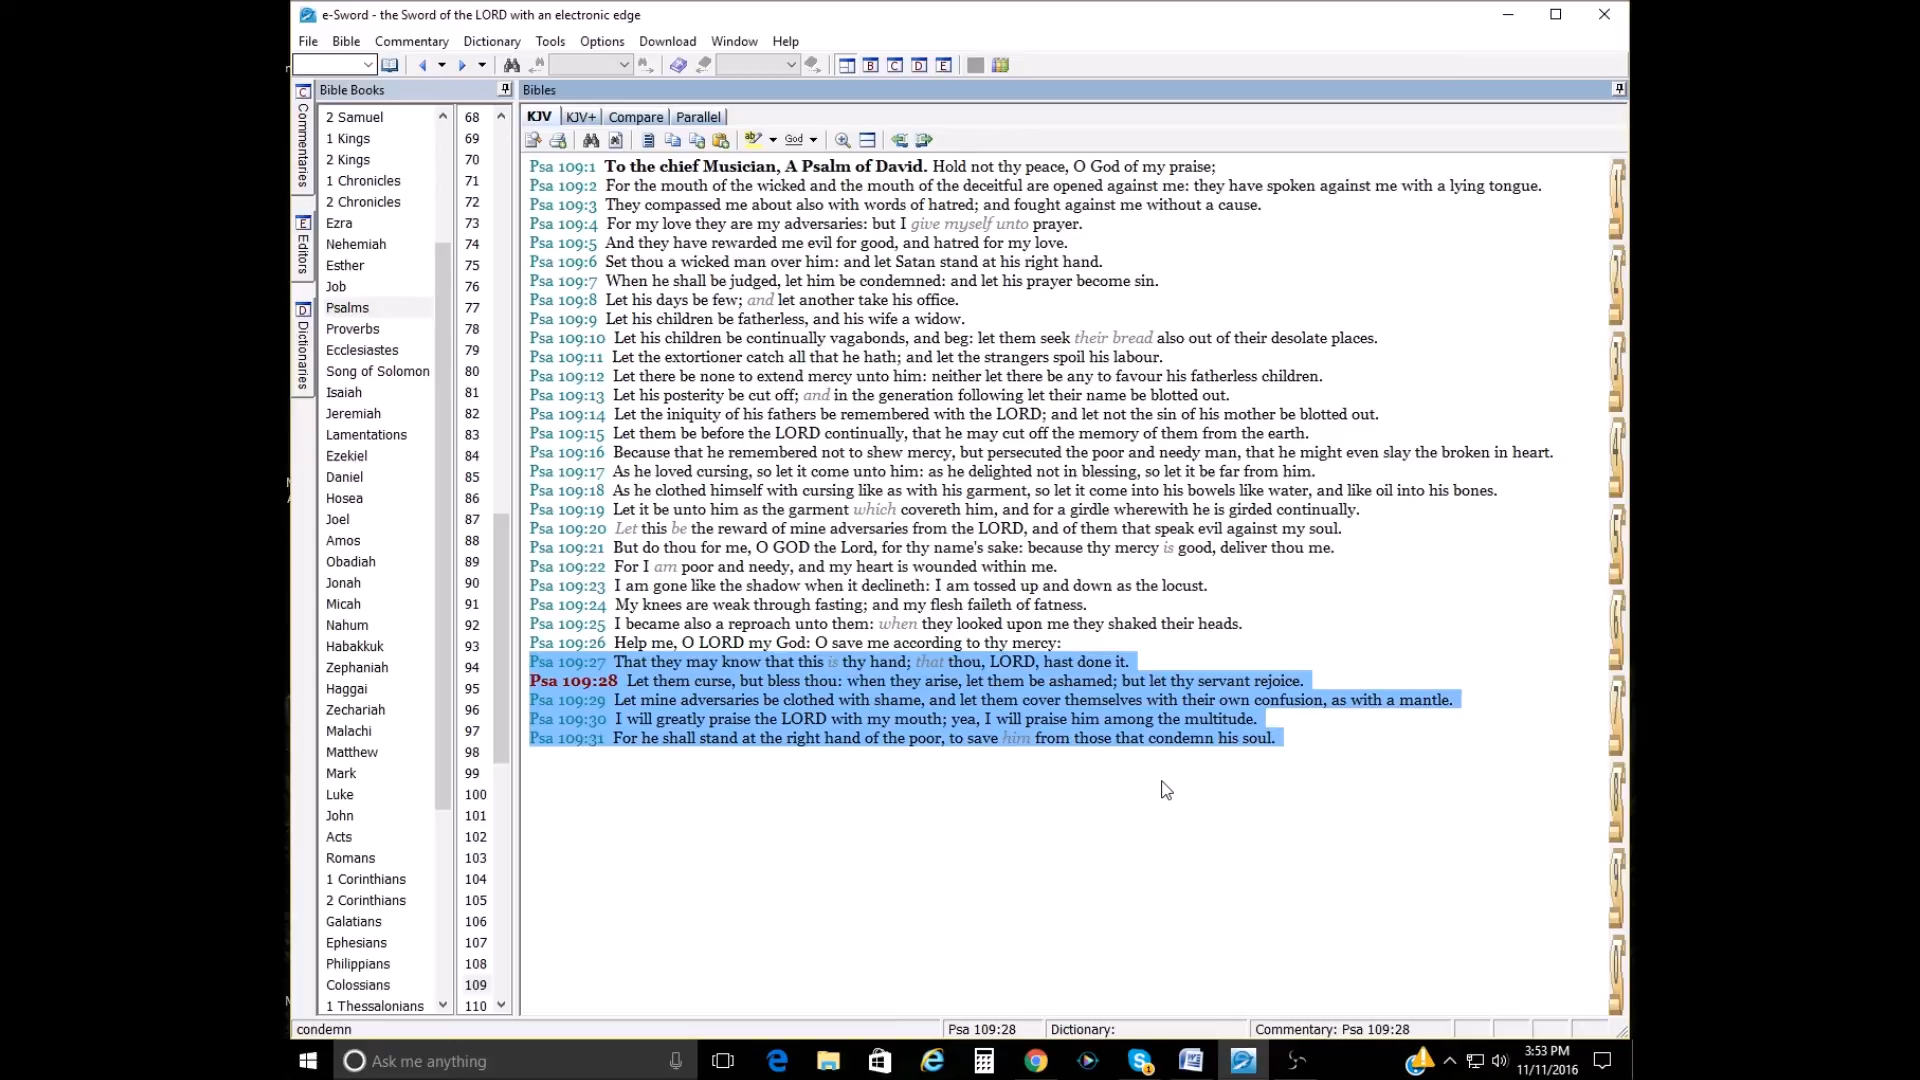 e-Sword - the Sword of the LORD with an electronic edge
File Bible Commentary Dictionary Tools Options Download Window Help
B C D E
C Commentaries
E Editors
D Dictionaries
Bible Books
Bibles
2 Samuel
1 Kings
2 Kings
1 Chronicles
2 Chronicles
Ezra
Nehemiah
Esther
Job
Psalms
Proverbs
Ecclesiastes
Song of Solomon
Isaiah
Jeremiah
Lamentations
Ezekiel
Daniel
Hosea
Joel
Amos
Obadiah
Jonah
Micah
Nahum
Habakkuk
Zephaniah
Haggai
Zechariah
Malachi
Matthew
Mark
Luke
John
Acts
Romans
1 Corinthians
2 Corinthians
Galatians
Ephesians
Philippians
Colossians
1 Thessalonians
68
69
70
71
72
73
74
75
76
77
78
79
80
81
82
83
84
85
86
87
88
89
90
91
92
93
94
95
96
97
98
99
100
101
102
103
104
105
106
107
108
109
110
KJV KJV+ Compare Parallel
God
Psa 109:1 To the chief Musician, A Psalm of David. Hold not thy peace, O God of my praise;
Psa 109:2 For the mouth of the wicked and the mouth of the deceitful are opened against me: they have spoken against me with a lying tongue.
Psa 109:3 They compassed me about also with words of hatred; and fought against me without a cause.
Psa 109:4 For my love they are my adversaries: but I give myself unto prayer.
Psa 109:5 And they have rewarded me evil for good, and hatred for my love.
Psa 109:6 Set thou a wicked man over him: and let Satan stand at his right hand.
Psa 109:7 When he shall be judged, let him be condemned: and let his prayer become sin.
Psa 109:8 Let his days be few; and let another take his office.
Psa 109:9 Let his children be fatherless, and his wife a widow.
Psa 109:10 Let his children be continually vagabonds, and beg: let them seek their bread also out of their desolate places.
Psa 109:11 Let the extortioner catch all that he hath; and let the strangers spoil his labour.
Psa 109:12 Let there be none to extend mercy unto him: neither let there be any to favour his fatherless children.
Psa 109:13 Let his posterity be cut off; and in the generation following let their name be blotted out.
Psa 109:14 Let the iniquity of his fathers be remembered with the LORD; and let not the sin of his mother be blotted out.
Psa 109:15 Let them be before the LORD continually, that he may cut off the memory of them from the earth.
Psa 109:16 Because that he remembered not to shew mercy, but persecuted the poor and needy man, that he might even slay the broken in heart.
Psa 109:17 As he loved cursing, so let it come unto him: as he delighted not in blessing, so let it be far from him.
Psa 109:18 As he clothed himself with cursing like as with his garment, so let it come into his bowels like water, and like oil into his bones.
Psa 109:19 Let it be unto him as the garment which covereth him, and for a girdle wherewith he is girded continually.
Psa 109:20 Let this be the reward of mine adversaries from the LORD, and of them that speak evil against my soul.
Psa 109:21 But do thou for me, O GOD the Lord, for thy name's sake: because thy mercy is good, deliver thou me.
Psa 109:22 For I am poor and needy, and my heart is wounded within me.
Psa 109:23 I am gone like the shadow when it declineth: I am tossed up and down as the locust.
Psa 109:24 My knees are weak through fasting; and my flesh faileth of fatness.
Psa 109:25 I became also a reproach unto them: when they looked upon me they shaked their heads.
Psa 109:26 Help me, O LORD my God: O save me according to thy mercy:
Psa 109:27 That they may know that this is thy hand; that thou, LORD, hast done it.
Psa 109:28 Let them curse, but bless thou: when they arise, let them be ashamed; but let thy servant rejoice.
Psa 109:29 Let mine adversaries be clothed with shame, and let them cover themselves with their own confusion, as with a mantle.
Psa 109:30 I will greatly praise the LORD with my mouth; yea, I will praise him among the multitude.
Psa 109:31 For he shall stand at the right hand of the poor, to save him from those that condemn his soul.
condemn
Psa 109:28
Dictionary:
Commentary: Psa 109:28
Ask me anything
3:53 PM
11/11/2016